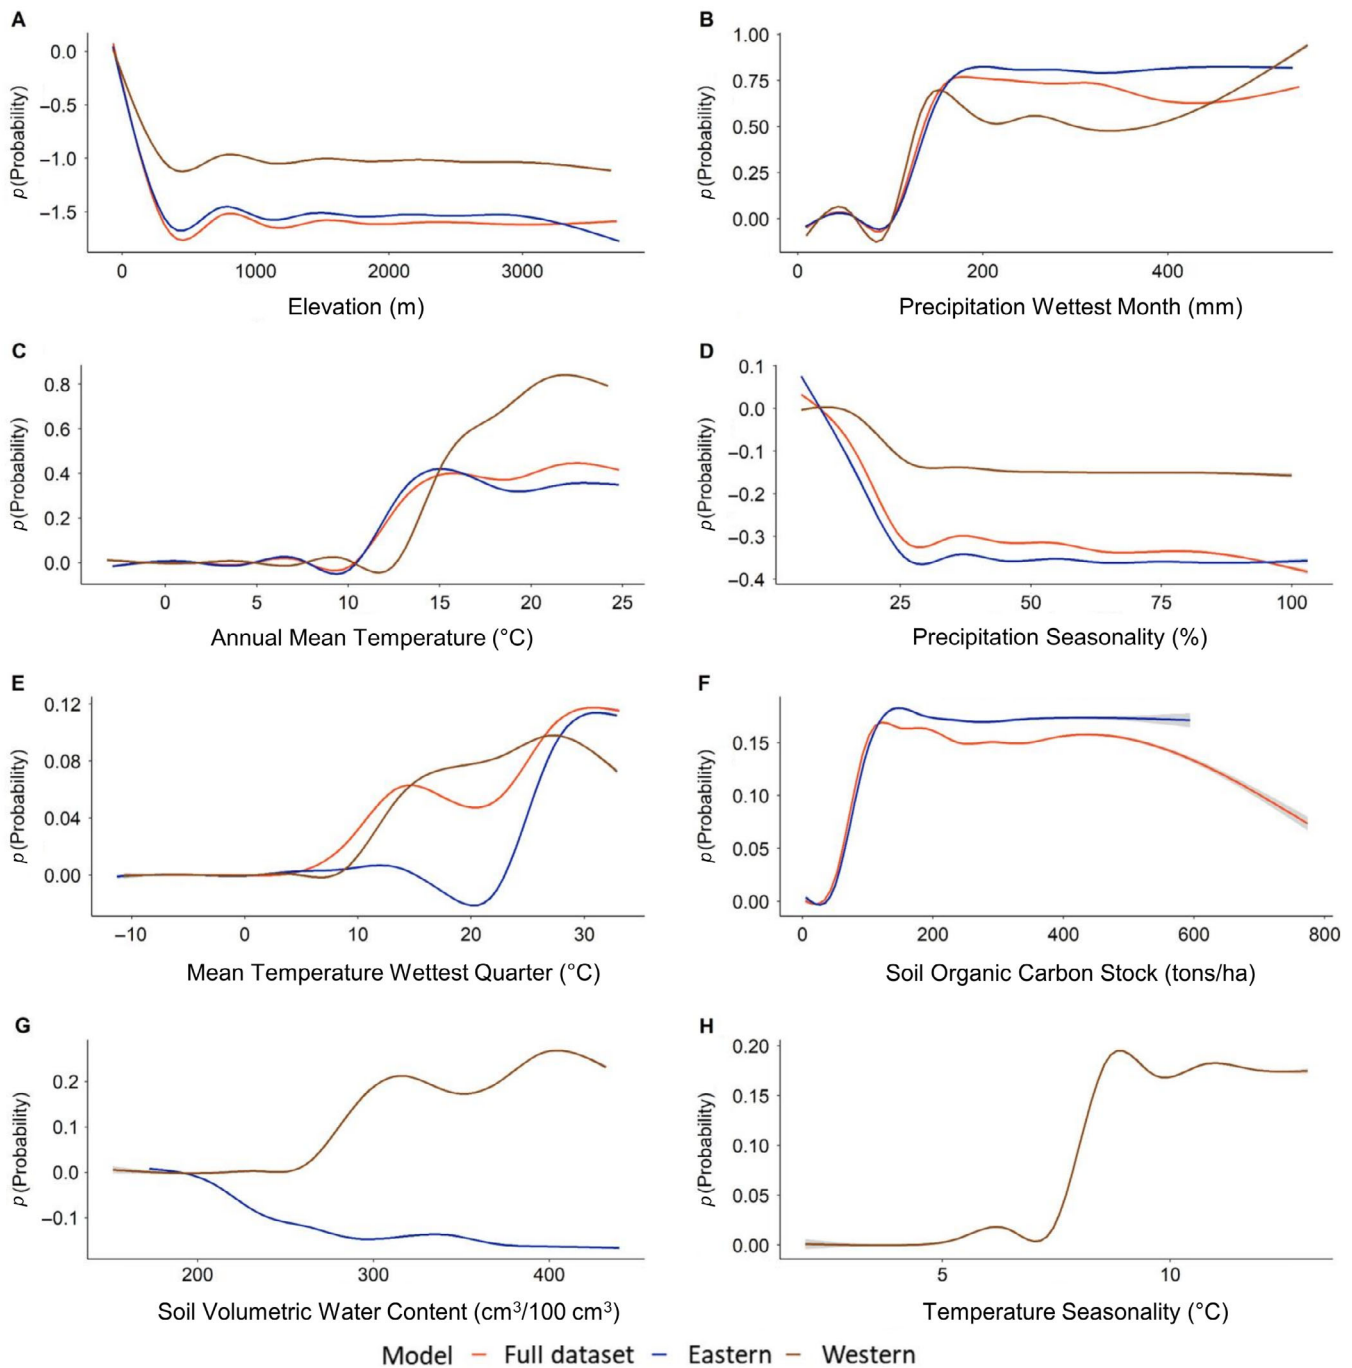 A
p (Probability)
0.0
–0.5
–1.0
–1.5
0 1000 2000 3000
Elevation (m)
B
p (Probability)
1.00
0.75
0.50
0.25
0.00
0 200 400
Precipitation Wettest Month (mm)
C
p (Probability)
0.8
0.6
0.4
0.2
0.0
0 5 10 15 20 25
Annual Mean Temperature (°C)
D
p (Probability)
0.1
0.0
–0.1
–0.2
–0.3
–0.4
25 50 75 100
Precipitation Seasonality (%)
E
p (Probability)
0.12
0.08
0.04
0.00
–10 0 10 20 30
Mean Temperature Wettest Quarter (°C)
F
p (Probability)
0.15
0.10
0.05
0.00
0 200 400 600 800
Soil Organic Carbon Stock (tons/ha)
G
p (Probability)
0.2
0.1
0.0
–0.1
200 300 400
Soil Volumetric Water Content (cm³/100 cm³)
H
p (Probability)
0.20
0.15
0.10
0.05
0.00
5 10
Temperature Seasonality (°C)
Model Full dataset Eastern Western